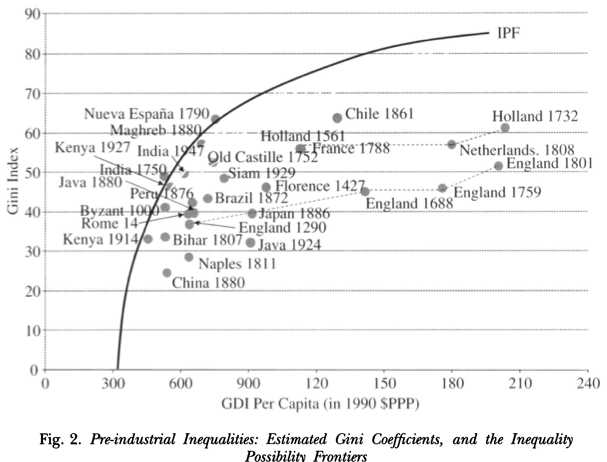 90
80
70
60
50
40
30
20
10
0
Gini Index
IPF
Nueva España 1790
Chile 1861
Holland 1732
Maghreb 1880
Holland 1561
Kenya 1927
India 1947
France 1788
Netherlands. 1808
Old Castille 1752
England 1801
India 1750
Siam 1929
Java 1880
Peru 1876
Florence 1427
England 1759
Brazil 1872
England 1688
Byzant 1000
Japan 1886
Rome 14
England 1290
Kenya 1914
Bihar 1807
Java 1924
Naples 1811
China 1880
0 300 600 900 120 150 180 210 240
GDI Per Capita (in 1990 $PPP)
Fig. 2. Pre-industrial Inequalities: Estimated Gini Coefficients, and the Inequality
Possibility Frontiers